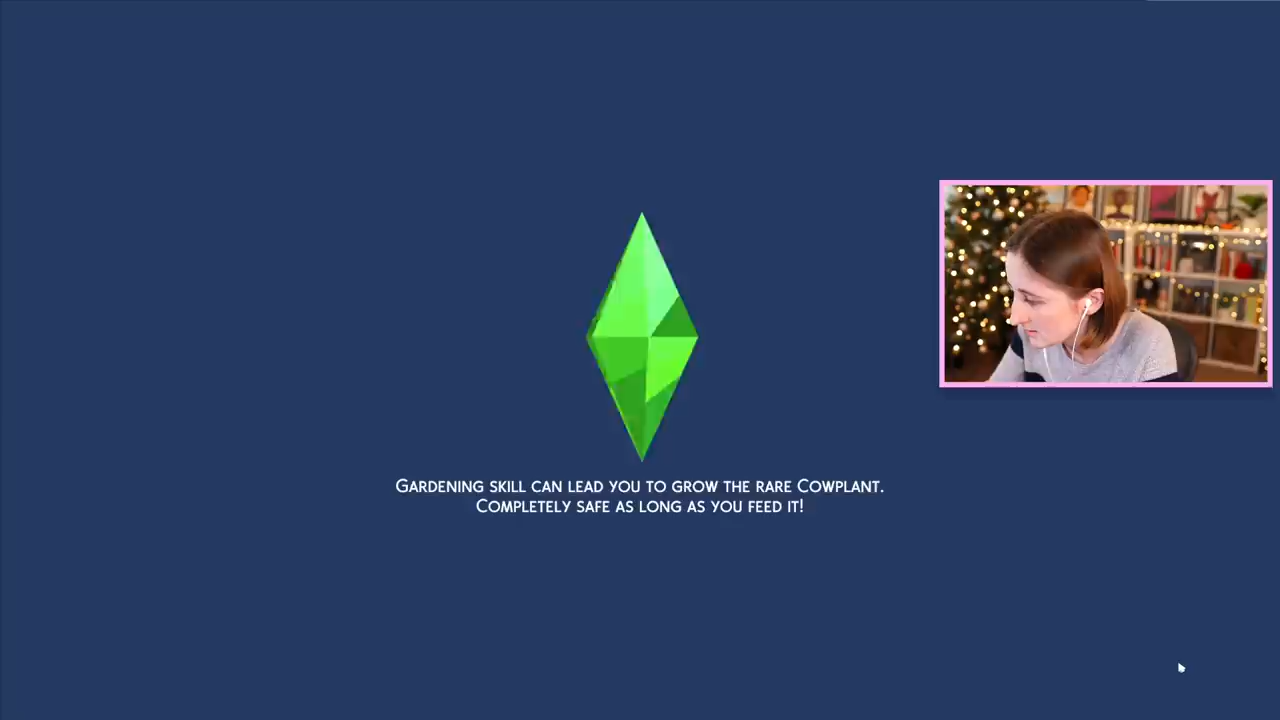 Gardening skill can lead you to grow the rare Cowplant.
Completely safe as long as you feed it!